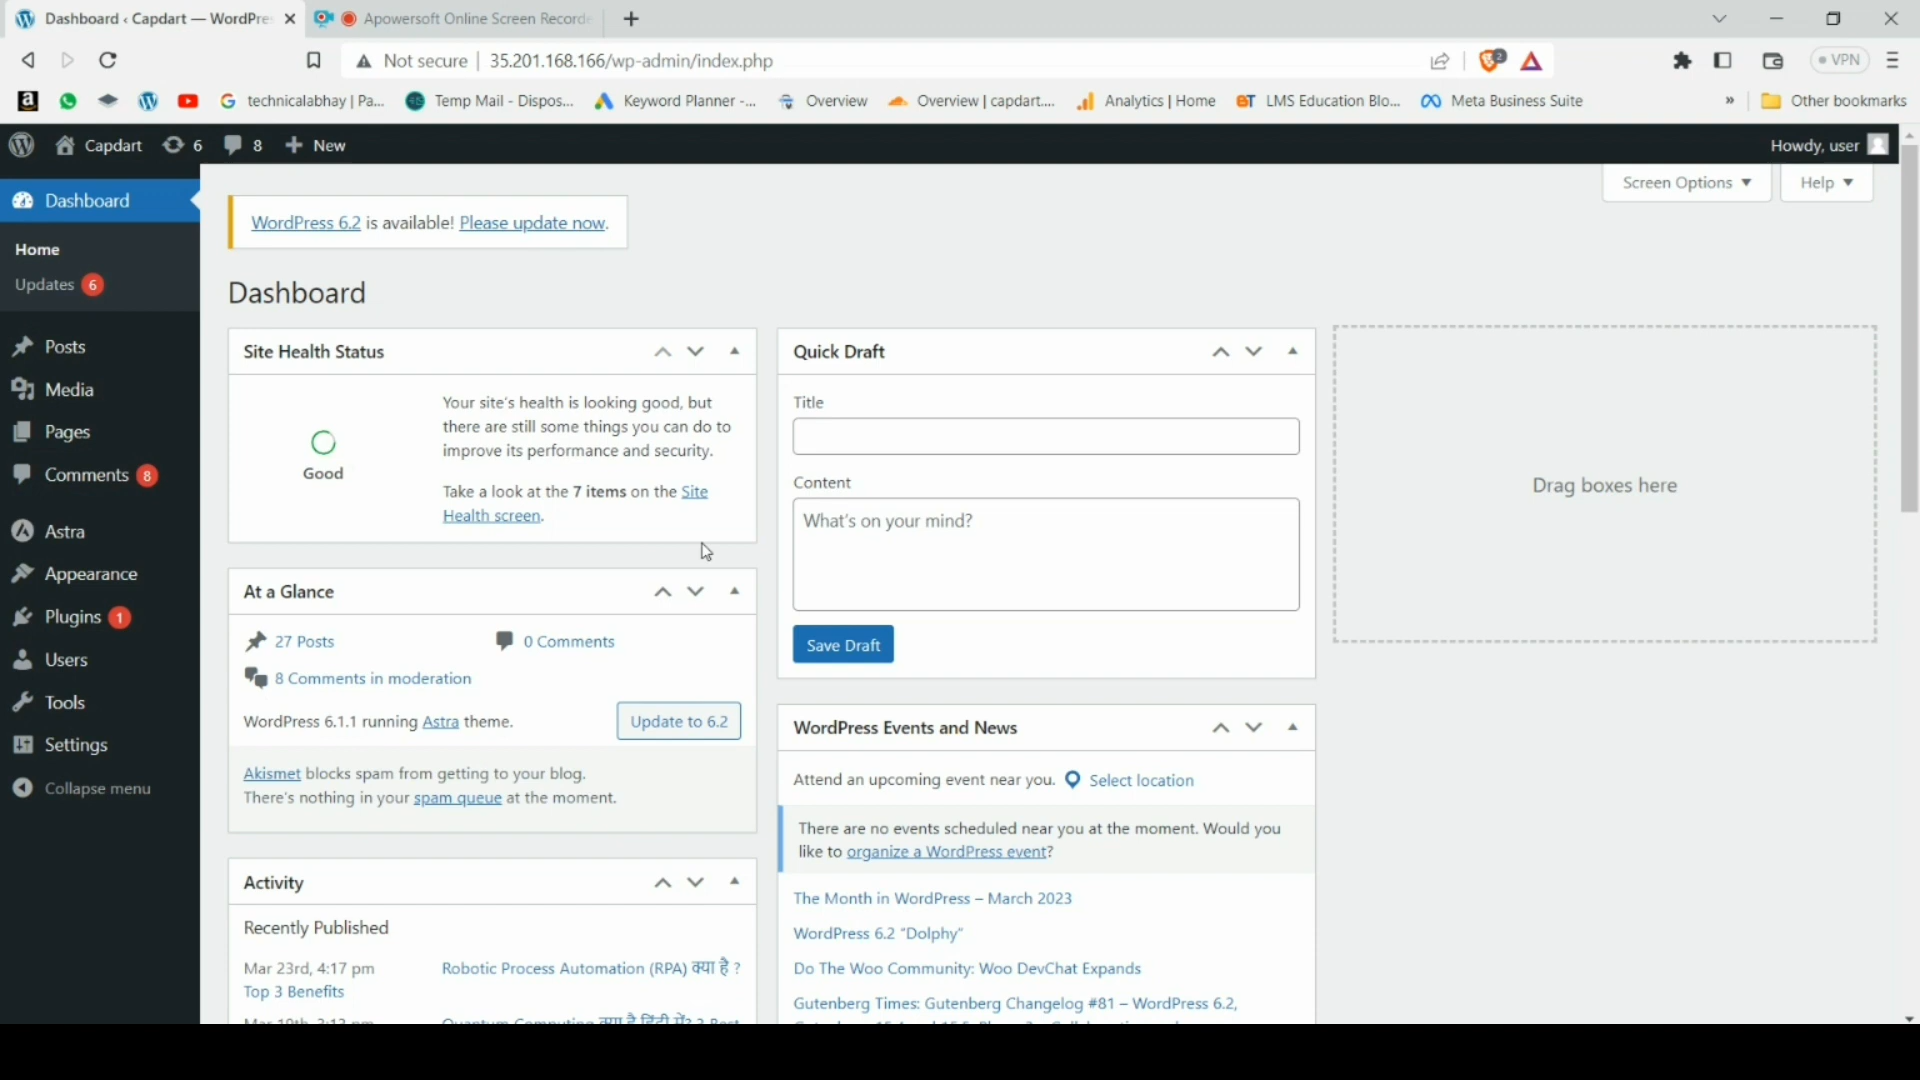 Dashboard ‹ Capdart — WordPre
Apowersoft Online Screen Record
Not secure
35.201.168.166/wp-admin/index.php
2
VPN
technicalabhay | Pa...
Temp Mail - Dispos...
Keyword Planner -...
Overview
Overview | capdart....
Analytics | Home
BT
LMS Education Blo...
Meta Business Suite
»
Other bookmarks
Capdart
6
8
New
Howdy, user
Dashboard
Home
Updates 6
Posts
Media
Pages
Comments 8
Astra
Appearance
Plugins 1
Users
Tools
Settings
Collapse menu
Screen Options
Help
WordPress 6.2 is available! Please update now.
Dashboard
Site Health Status
Good
Your site's health is looking good, but
there are still some things you can do to
improve its performance and security.
Take a look at the 7 items on the Site
Health screen.
At a Glance
27 Posts
0 Comments
8 Comments in moderation
WordPress 6.1.1 running Astra theme.
Update to 6.2
Akismet blocks spam from getting to your blog.
There's nothing in your spam queue at the moment.
Activity
Recently Published
Mar 23rd, 4:17 pm
Robotic Process Automation (RPA) क्या है ?
Top 3 Benefits
Mar 19th, 3:13 pm
Quantum Computing क्या है हिंदी में?
Quick Draft
Title
Content
What's on your mind?
Save Draft
WordPress Events and News
Attend an upcoming event near you.
Select location
There are no events scheduled near you at the moment. Would you
like to organize a WordPress event?
The Month in WordPress – March 2023
WordPress 6.2 “Dolphy”
Do The Woo Community: Woo DevChat Expands
Gutenberg Times: Gutenberg Changelog #81 – WordPress 6.2,
Drag boxes here